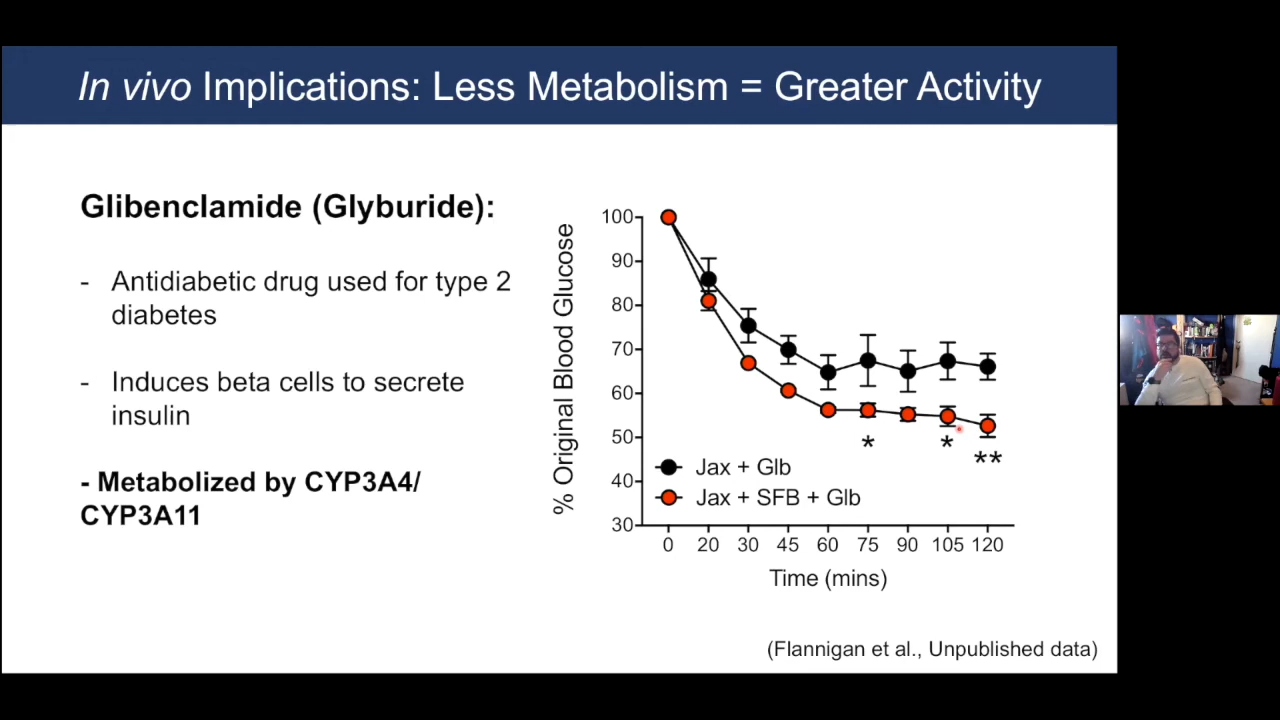 In vivo Implications: Less Metabolism = Greater Activity
Glibenclamide (Glyburide):
- Antidiabetic drug used for type 2
diabetes
- Induces beta cells to secrete
insulin
- Metabolized by CYP3A4/
CYP3A11
% Original Blood Glucose
100
90
80
70
60
50
40
30
* * **
Jax + Glb
Jax + SFB + Glb
0 20 30 45 60 75 90 105 120
Time (mins)
(Flannigan et al., Unpublished data)